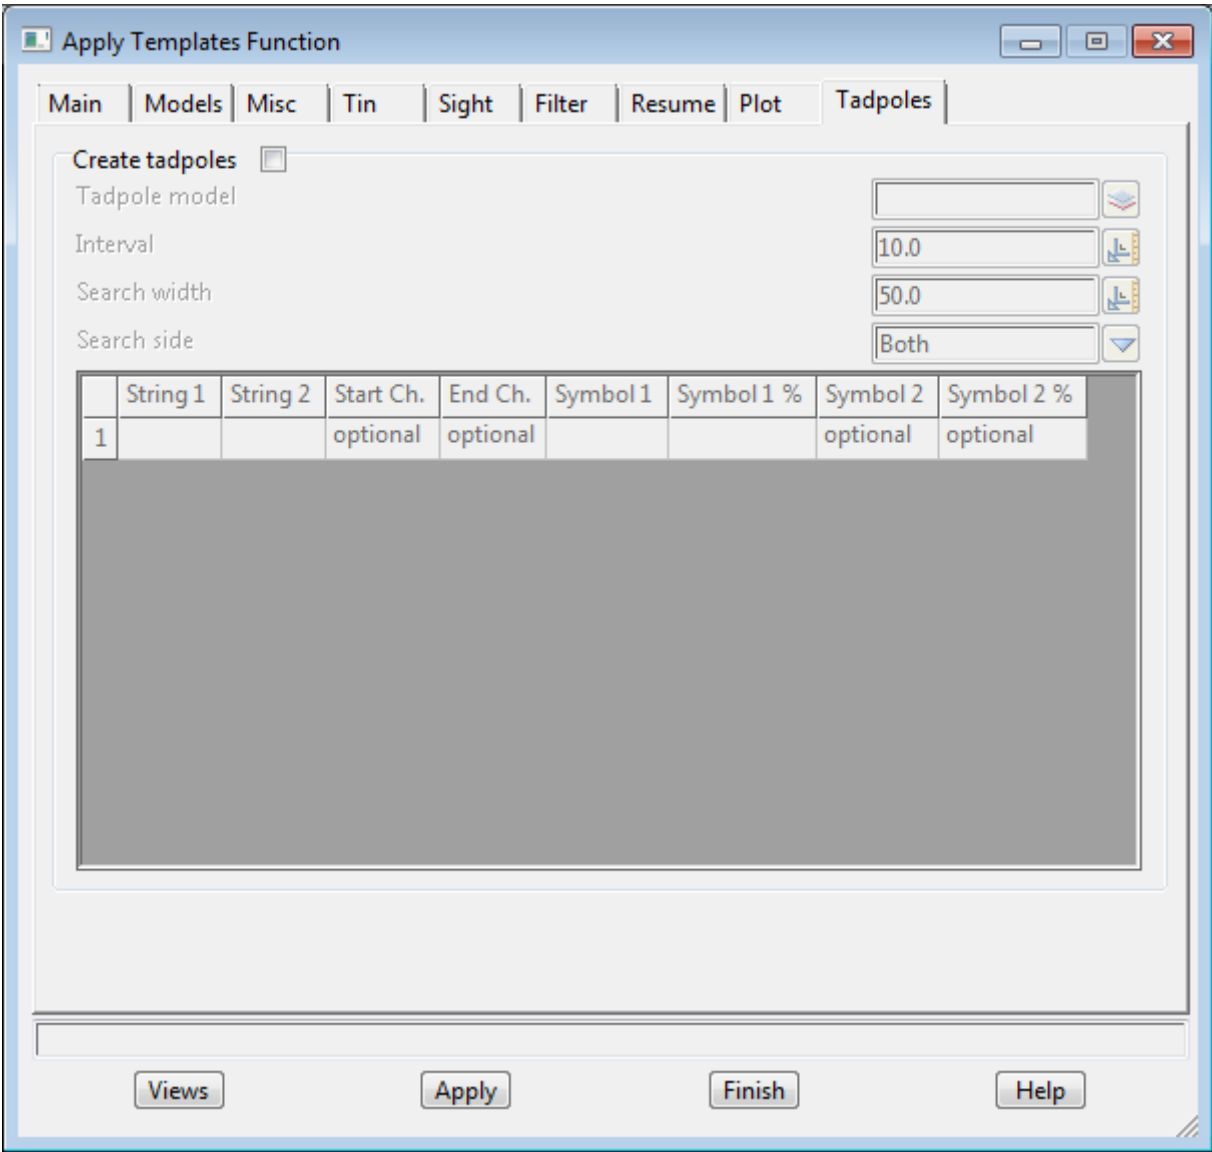 Apply Templates Function
Main Models Misc Tin Sight Filter Resume Plot Tadpoles
Create tadpoles
Tadpole model
Interval 10.0
Search width 50.0
Search side Both
String 1 String 2 Start Ch. End Ch. Symbol 1 Symbol 1 % Symbol 2 Symbol 2 %
1 optional optional optional optional
Views Apply Finish Help